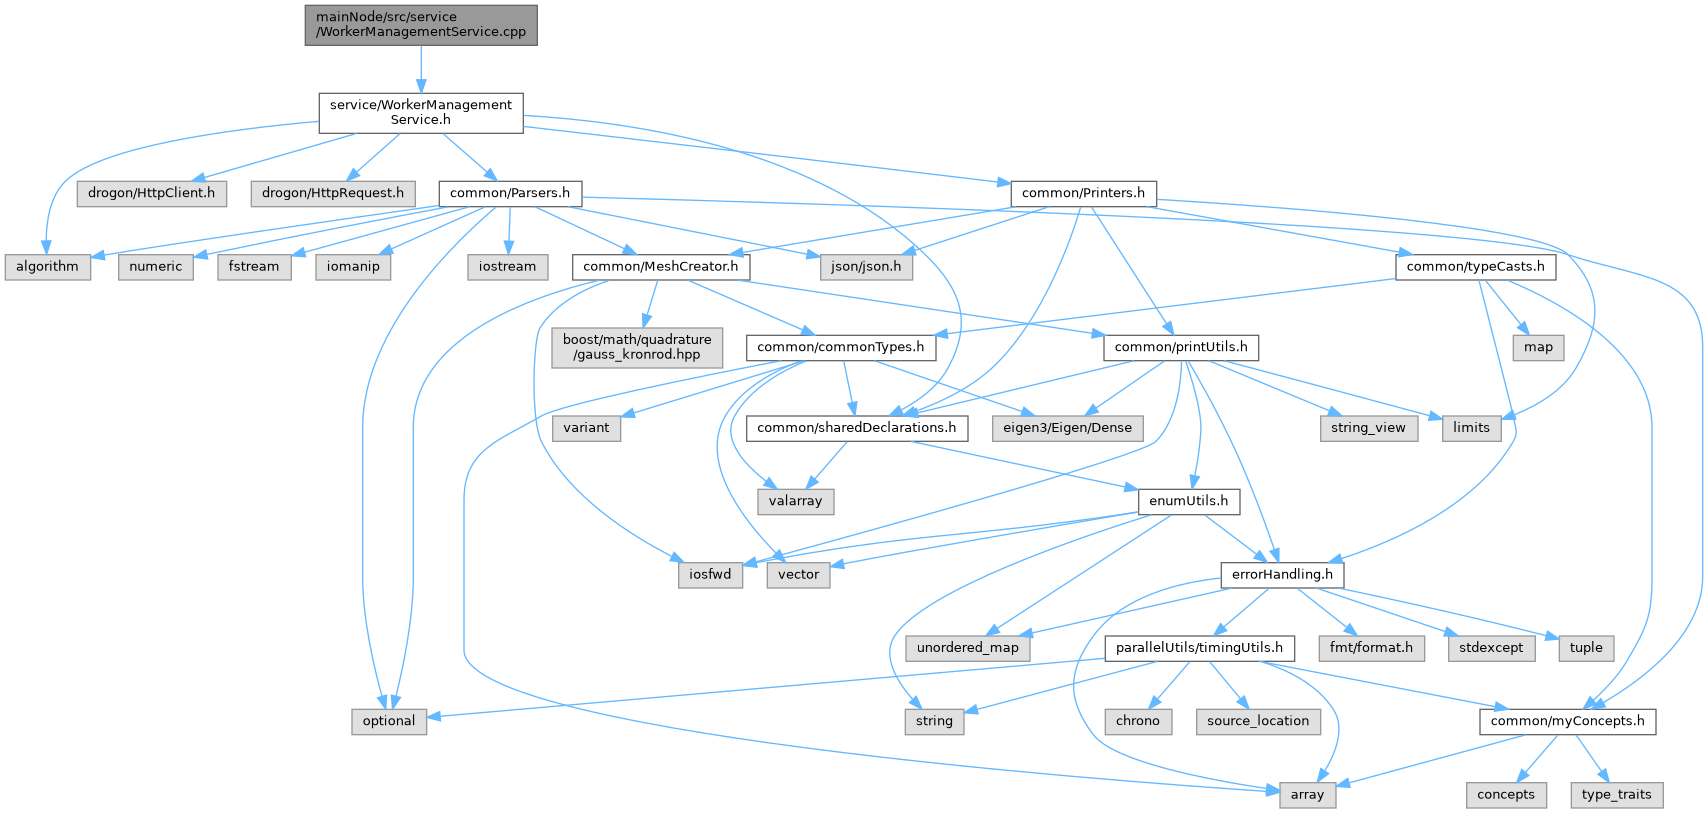 mainNode/src/service
/WorkerManagementService.cpp
service/WorkerManagement
Service.h
drogon/HttpClient.h
drogon/HttpRequest.h
common/Parsers.h
common/Printers.h
algorithm
numeric
fstream
iomanip
iostream
common/MeshCreator.h
json/json.h
common/typeCasts.h
boost/math/quadrature
/gauss_kronrod.hpp
common/commonTypes.h
common/printUtils.h
map
variant
common/sharedDeclarations.h
eigen3/Eigen/Dense
string_view
limits
valarray
enumUtils.h
iosfwd
vector
errorHandling.h
unordered_map
parallelUtils/timingUtils.h
fmt/format.h
stdexcept
tuple
optional
string
chrono
source_location
common/myConcepts.h
array
concepts
type_traits